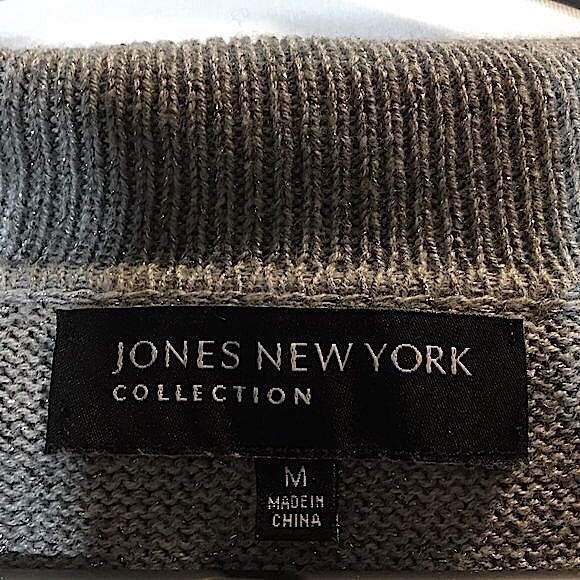 JONES NEW YORK
COLLECTION
M
MADE IN
CHINA